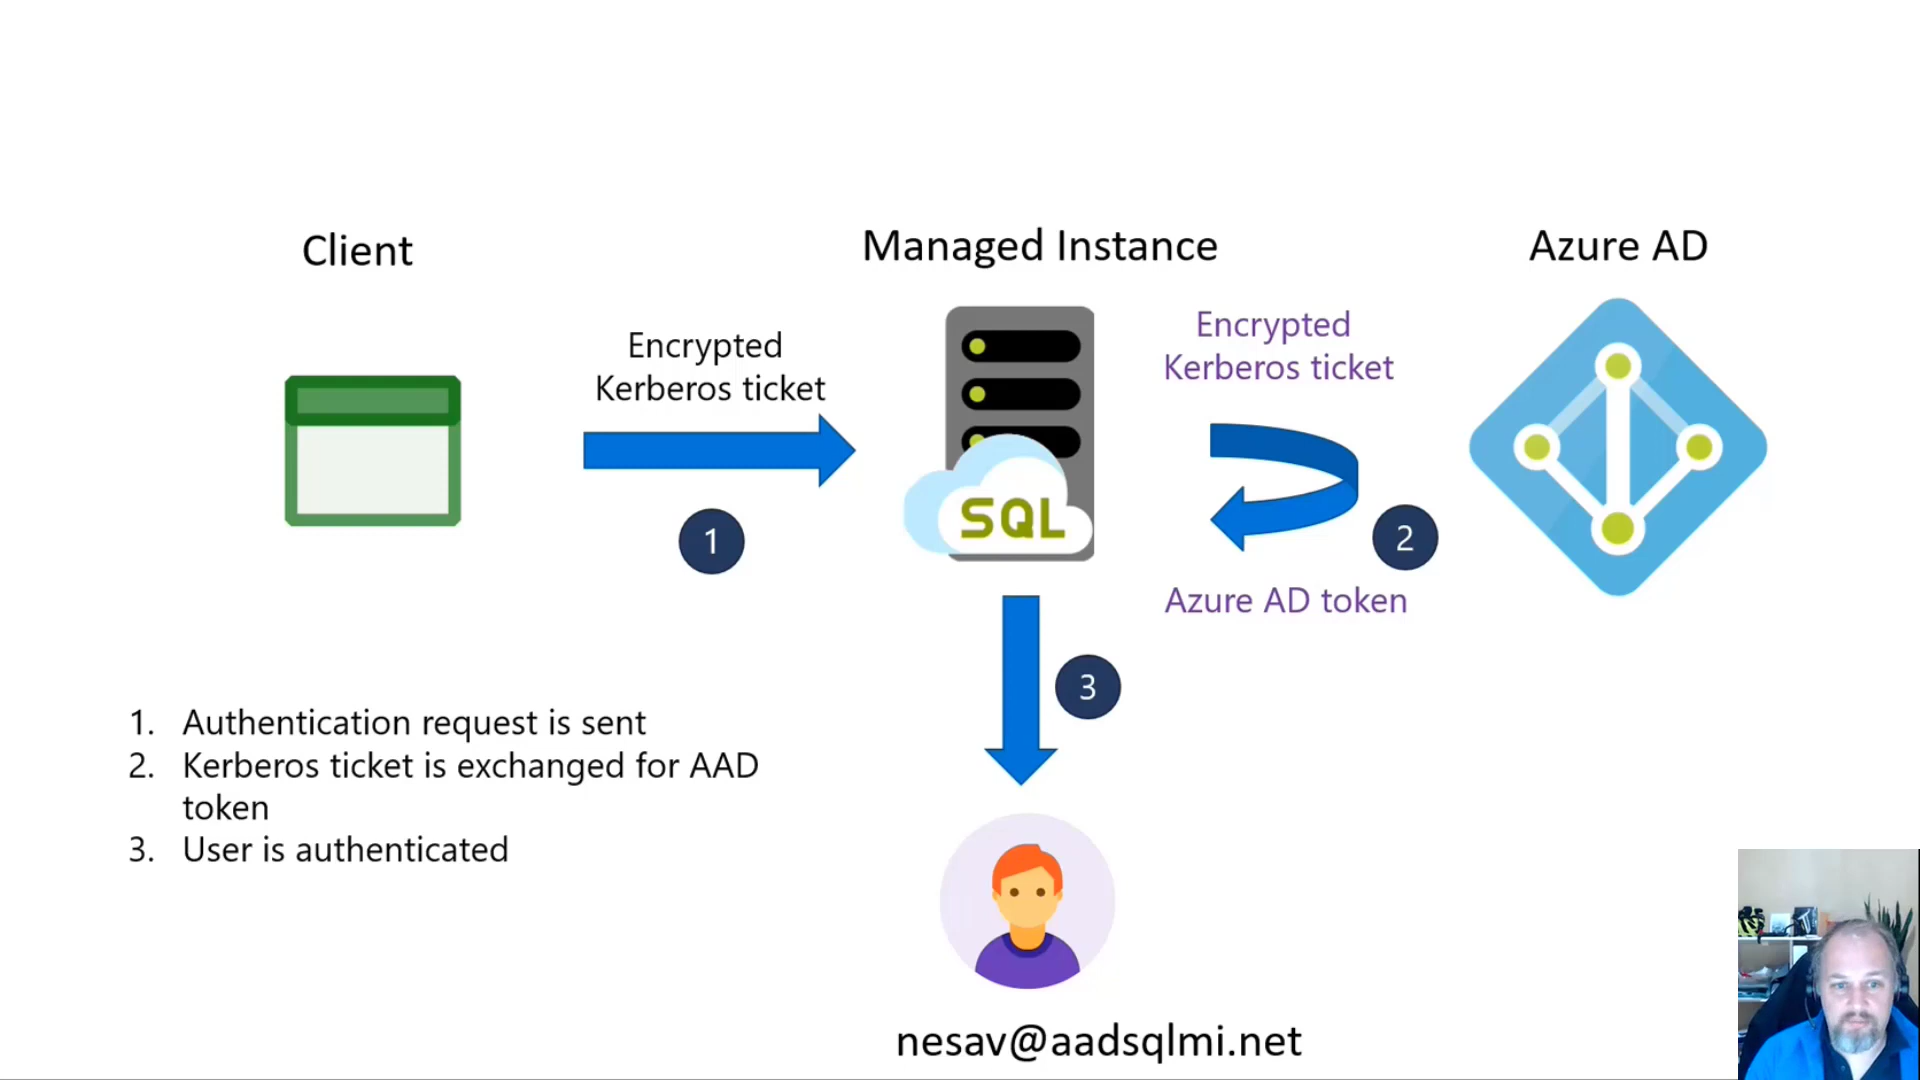 Client
Managed Instance
Azure AD
Encrypted
Kerberos ticket
1
SQL
Encrypted
Kerberos ticket
2
Azure AD token
3
1. Authentication request is sent
2. Kerberos ticket is exchanged for AAD
token
3. User is authenticated
nesav@aadsqlmi.net